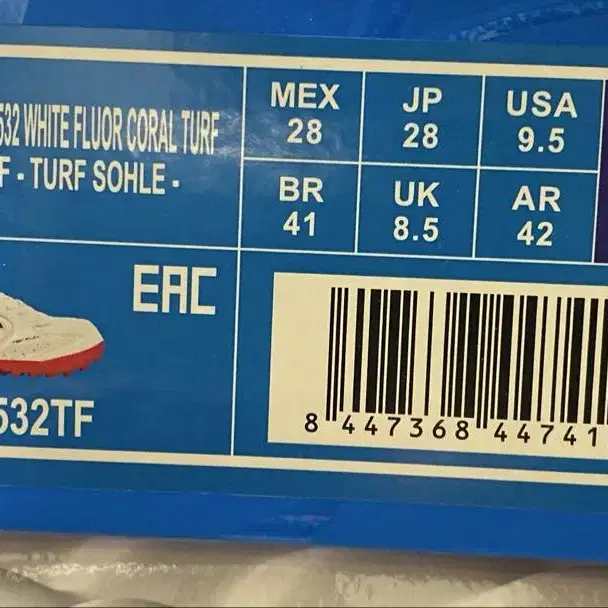 532 WHITE FLUOR CORAL TURF
F - TURF SOHLE -
MEX
28
JP
28
USA
9.5
BR
41
UK
8.5
AR
42
EAC
532TF
8 447368 44741